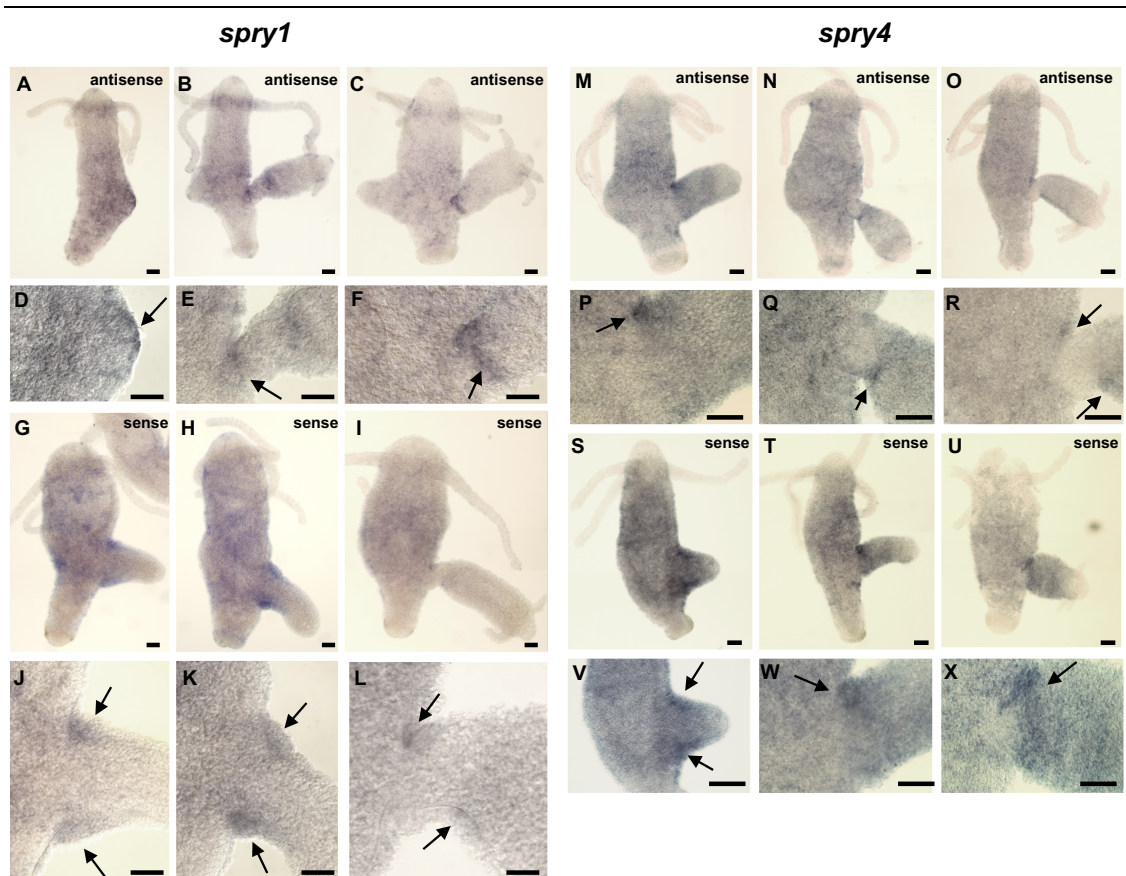 spry1 spry4
A antisense B antisense C antisense M antisense N antisense O antisense
D E F P Q R
G sense H sense I sense S sense T sense U sense
J K L V W X